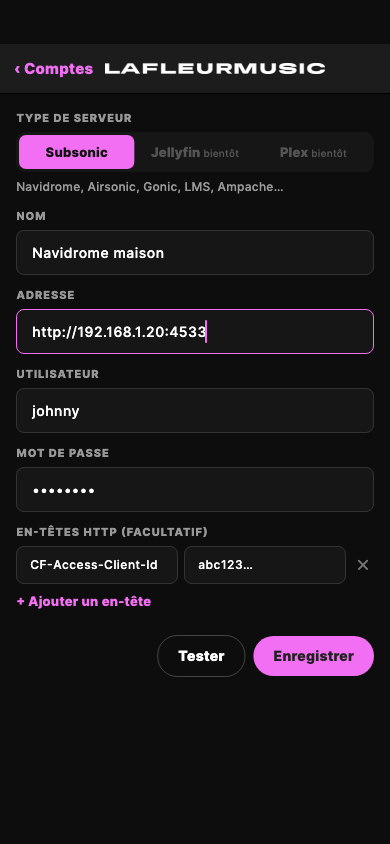 ‹ Comptes LAFLEURMUSIC
TYPE DE SERVEUR
Subsonic Jellyfin bientôt Plex bientôt
Navidrome, Airsonic, Gonic, LMS, Ampache…
NOM
Navidrome maison
ADRESSE
http://192.168.1.20:4533
UTILISATEUR
johnny
MOT DE PASSE
••••••••
EN-TÊTES HTTP (FACULTATIF)
CF-Access-Client-Id abc123… ✕
+ Ajouter un en-tête
Tester Enregistrer